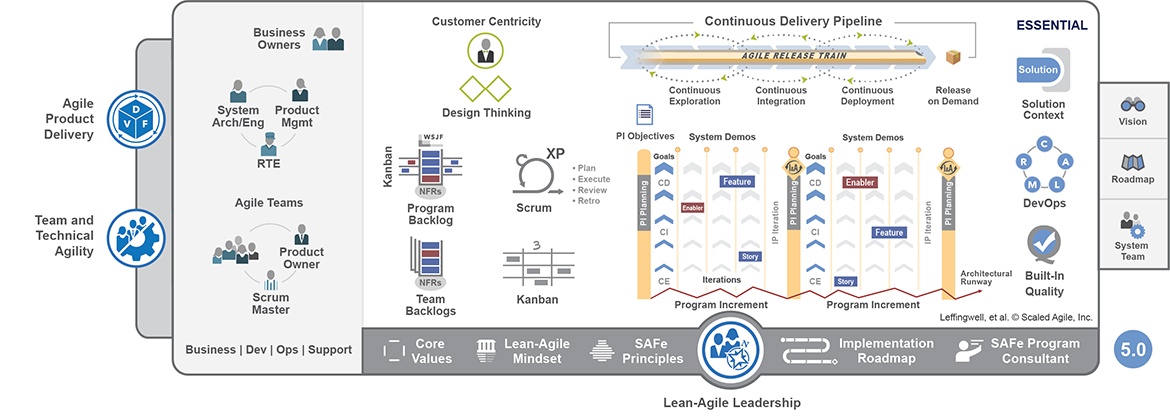 Agile
Product
Delivery
D
V F
Team and
Technical
Agility
Business
Owners
System
Arch/Eng
Product
Mgmt
RTE
Agile Teams
Product
Owner
Scrum
Master
Business | Dev | Ops | Support
Customer Centricity
Design Thinking
Kanban
WSJF
NFRs
Program
Backlog
XP
• Plan
• Execute
• Review
• Retro
Scrum
NFRs
Team
Backlogs
3
Kanban
Continuous Delivery Pipeline
AGILE RELEASE TRAIN
Continuous
Exploration
Continuous
Integration
Continuous
Deployment
Release
on Demand
PI Objectives
System Demos
System Demos
PI Planning
Goals
CD
CI
CE
Enabler
Feature
Story
Iterations
IP Iteration
I&A
PI Planning
Goals
CD
CI
CE
Enabler
Feature
Story
IP Iteration
I&A
PI Planning
Program Increment
Program Increment
Architectural
Runway
Leffingwell, et al. © Scaled Agile, Inc.
ESSENTIAL
Solution
Solution
Context
C
R A
M L
DevOps
Built-In
Quality
Vision
Roadmap
System
Team
Core
Values
Lean-Agile
Mindset
SAFe
Principles
Implementation
Roadmap
SAFe Program
Consultant
Lean-Agile Leadership
5.0